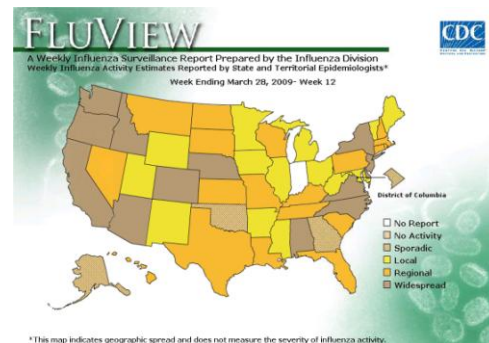 FLUVIEW
CDC
A Weekly Influenza Surveillance Report Prepared by the Influenza Division
Weekly Influenza Activity Estimates Reported by State and Territorial Epidemiologists*
Week Ending March 28, 2009- Week 12
District of Columbia
No Report
No Activity
Sporadic
Local
Regional
Widespread
*This map indicates geographic spread and does not measure the severity of influenza activity.